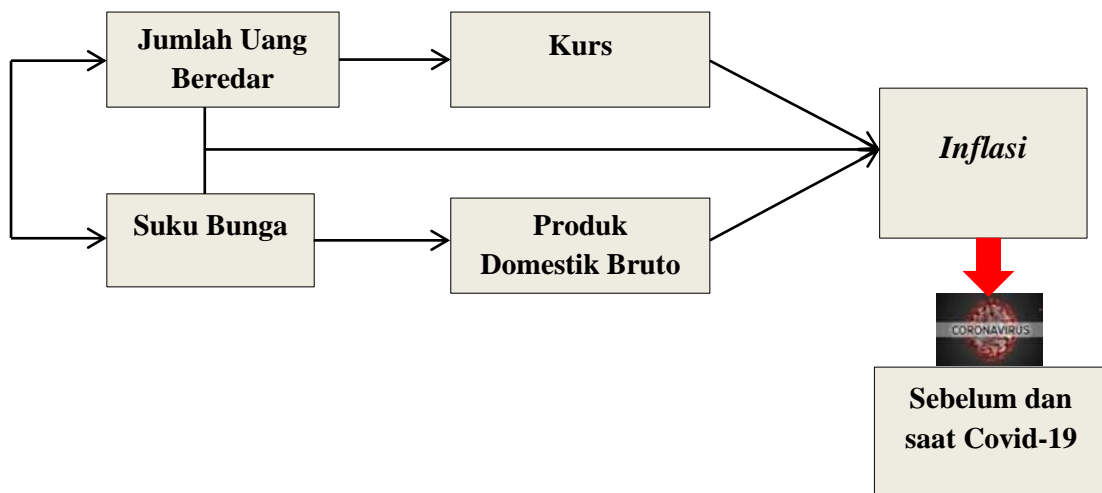 Jumlah Uang
Beredar
Kurs
Inflasi
Suku Bunga
Produk
Domestik Bruto
CORONAVIRUS
Sebelum dan
saat Covid-19